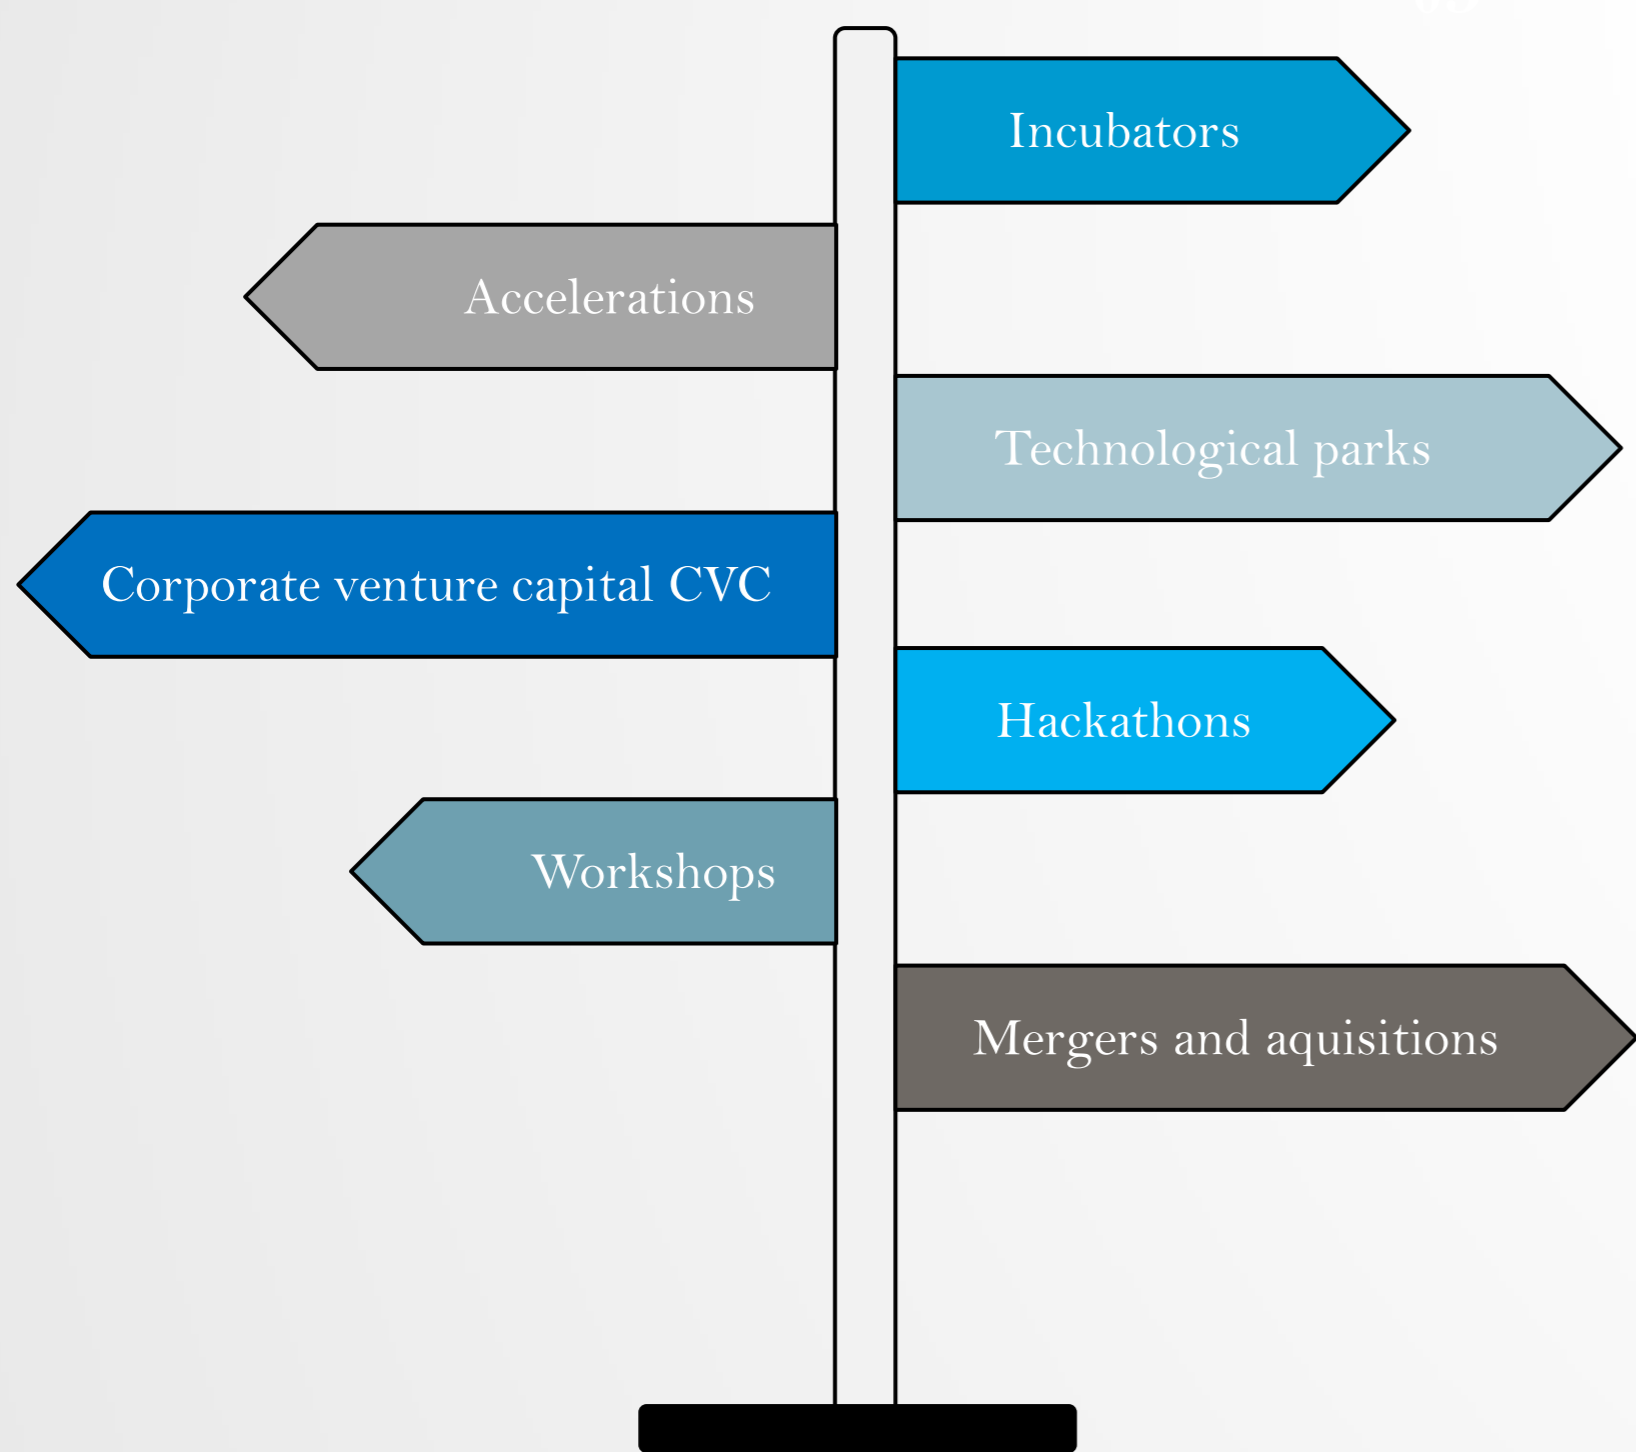 Incubators
Accelerations
Technological parks
Corporate venture capital CVC
Hackathons
Workshops
Mergers and aquisitions